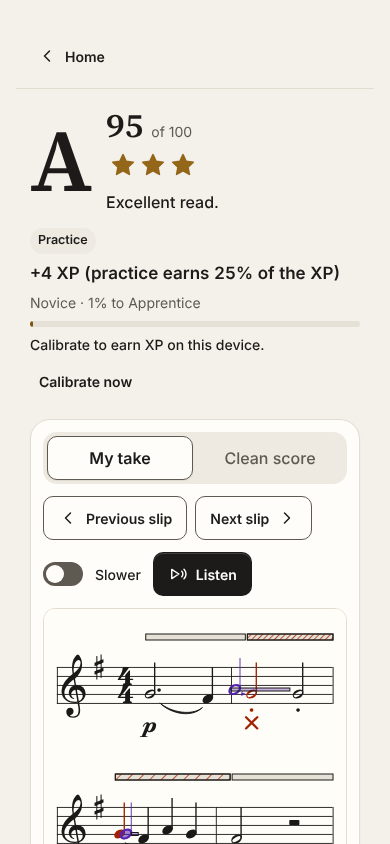 Home
A
95 of 100
Excellent read.
Practice
+4 XP (practice earns 25% of the XP)
Novice · 1% to Apprentice
Calibrate to earn XP on this device.
Calibrate now
My take Clean score
Previous slip Next slip
Slower Listen
4
4
p